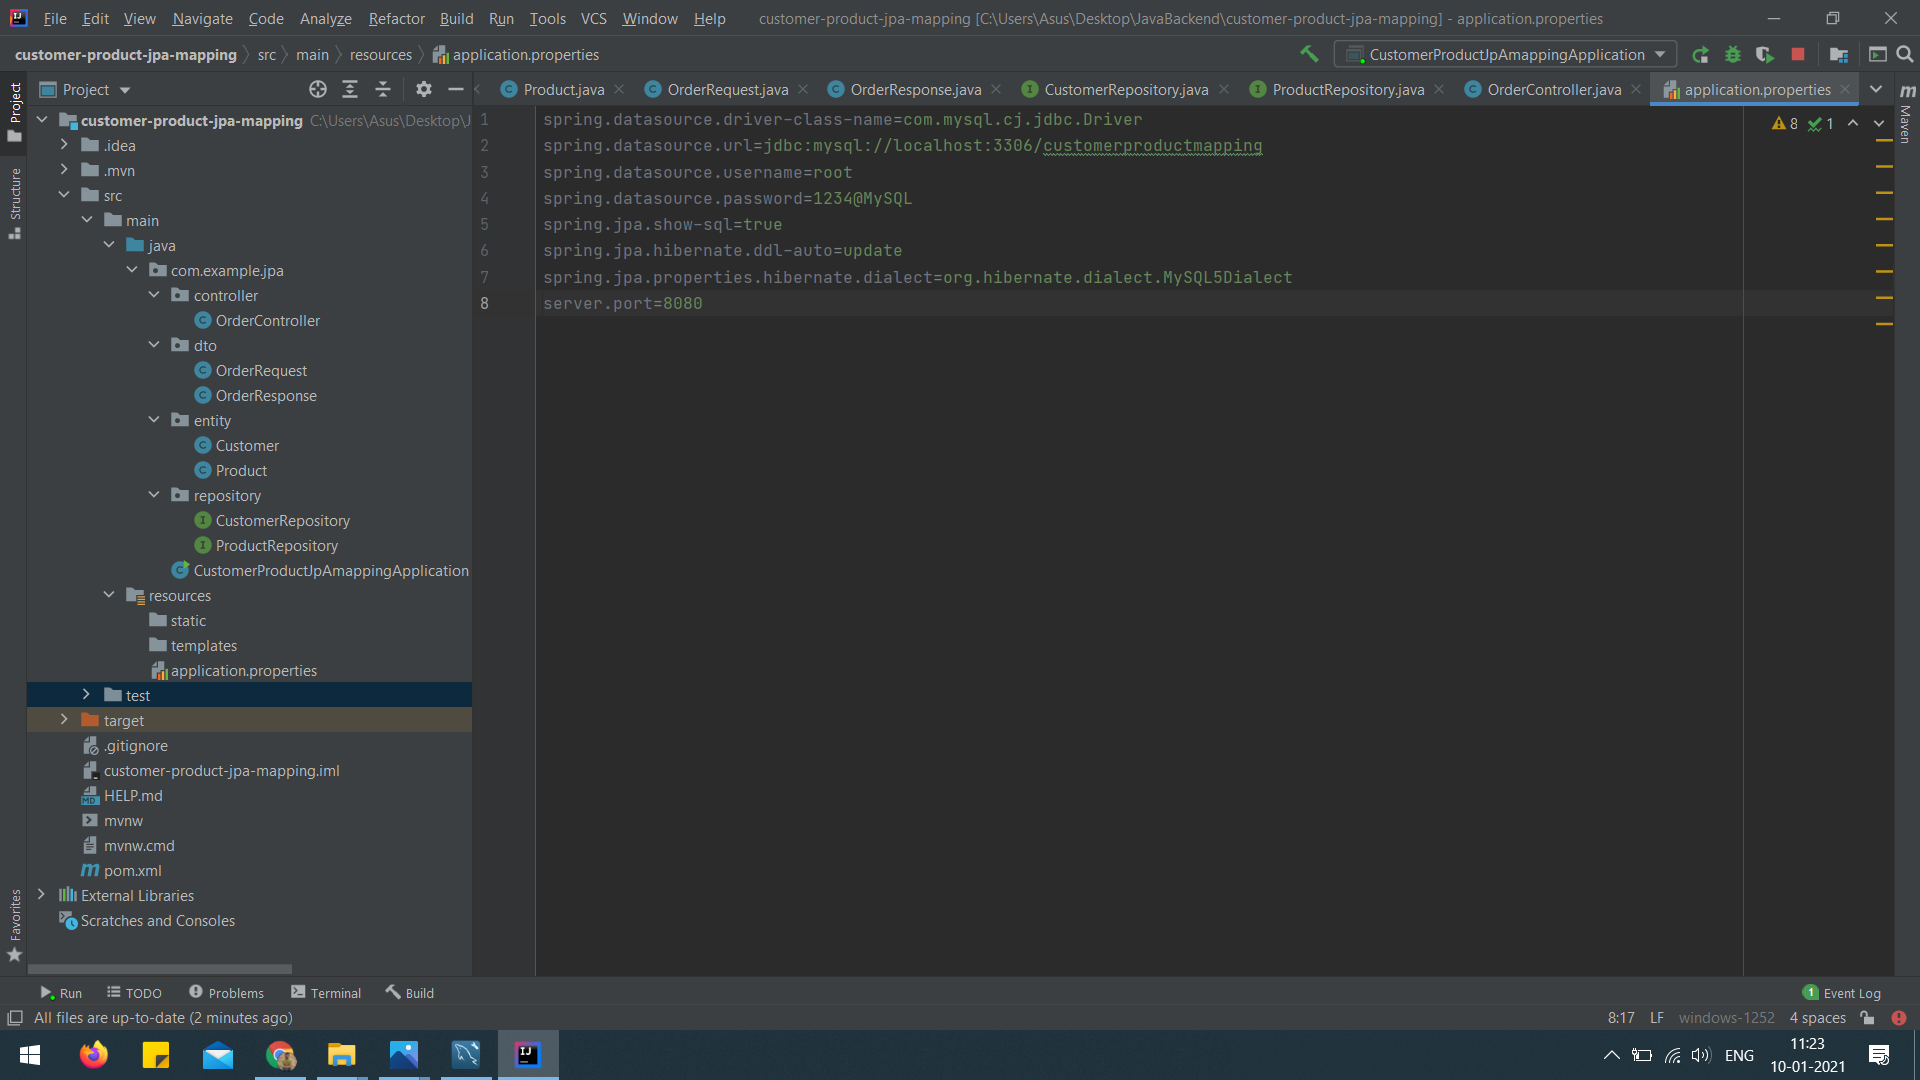 File Edit View Navigate Code Analyze Refactor Build Run Tools VCS Window Help customer-product-jpa-mapping [C:\Users\Asus\Desktop\JavaBackend\customer-product-jpa-mapping] - application.properties
customer-product-jpa-mapping src main resources application.properties CustomerProductJpAmappingApplication
Project Product.java OrderRequest.java OrderResponse.java CustomerRepository.java ProductRepository.java OrderController.java application.properties
Project
Structure
Favorites
Maven
customer-product-jpa-mapping C:\Users\Asus\Desktop\J
.idea
.mvn
src
main
java
com.example.jpa
controller
OrderController
dto
OrderRequest
OrderResponse
entity
Customer
Product
repository
CustomerRepository
ProductRepository
CustomerProductJpAmappingApplication
resources
static
templates
application.properties
test
target
.gitignore
customer-product-jpa-mapping.iml
HELP.md
mvnw
mvnw.cmd
pom.xml
External Libraries
Scratches and Consoles
1 spring.datasource.driver-class-name=com.mysql.cj.jdbc.Driver
2 spring.datasource.url=jdbc:mysql://localhost:3306/customerproductmapping
3 spring.datasource.username=root
4 spring.datasource.password=1234@MySQL
5 spring.jpa.show-sql=true
6 spring.jpa.hibernate.ddl-auto=update
7 spring.jpa.properties.hibernate.dialect=org.hibernate.dialect.MySQL5Dialect
8 server.port=8080
8 1
Run TODO Problems Terminal Build 1 Event Log
All files are up-to-date (2 minutes ago) 8:17 LF windows-1252 4 spaces
ENG 11:23
10-01-2021